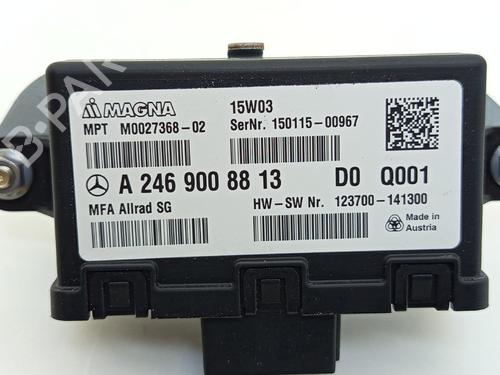 MAGNA 15W03
MPT M0027368-02 SerNr. 150115-00967
A 246 900 88 13 D0 Q001
MFA Allrad SG HW-SW Nr. 123700-141300
Made in
Austria